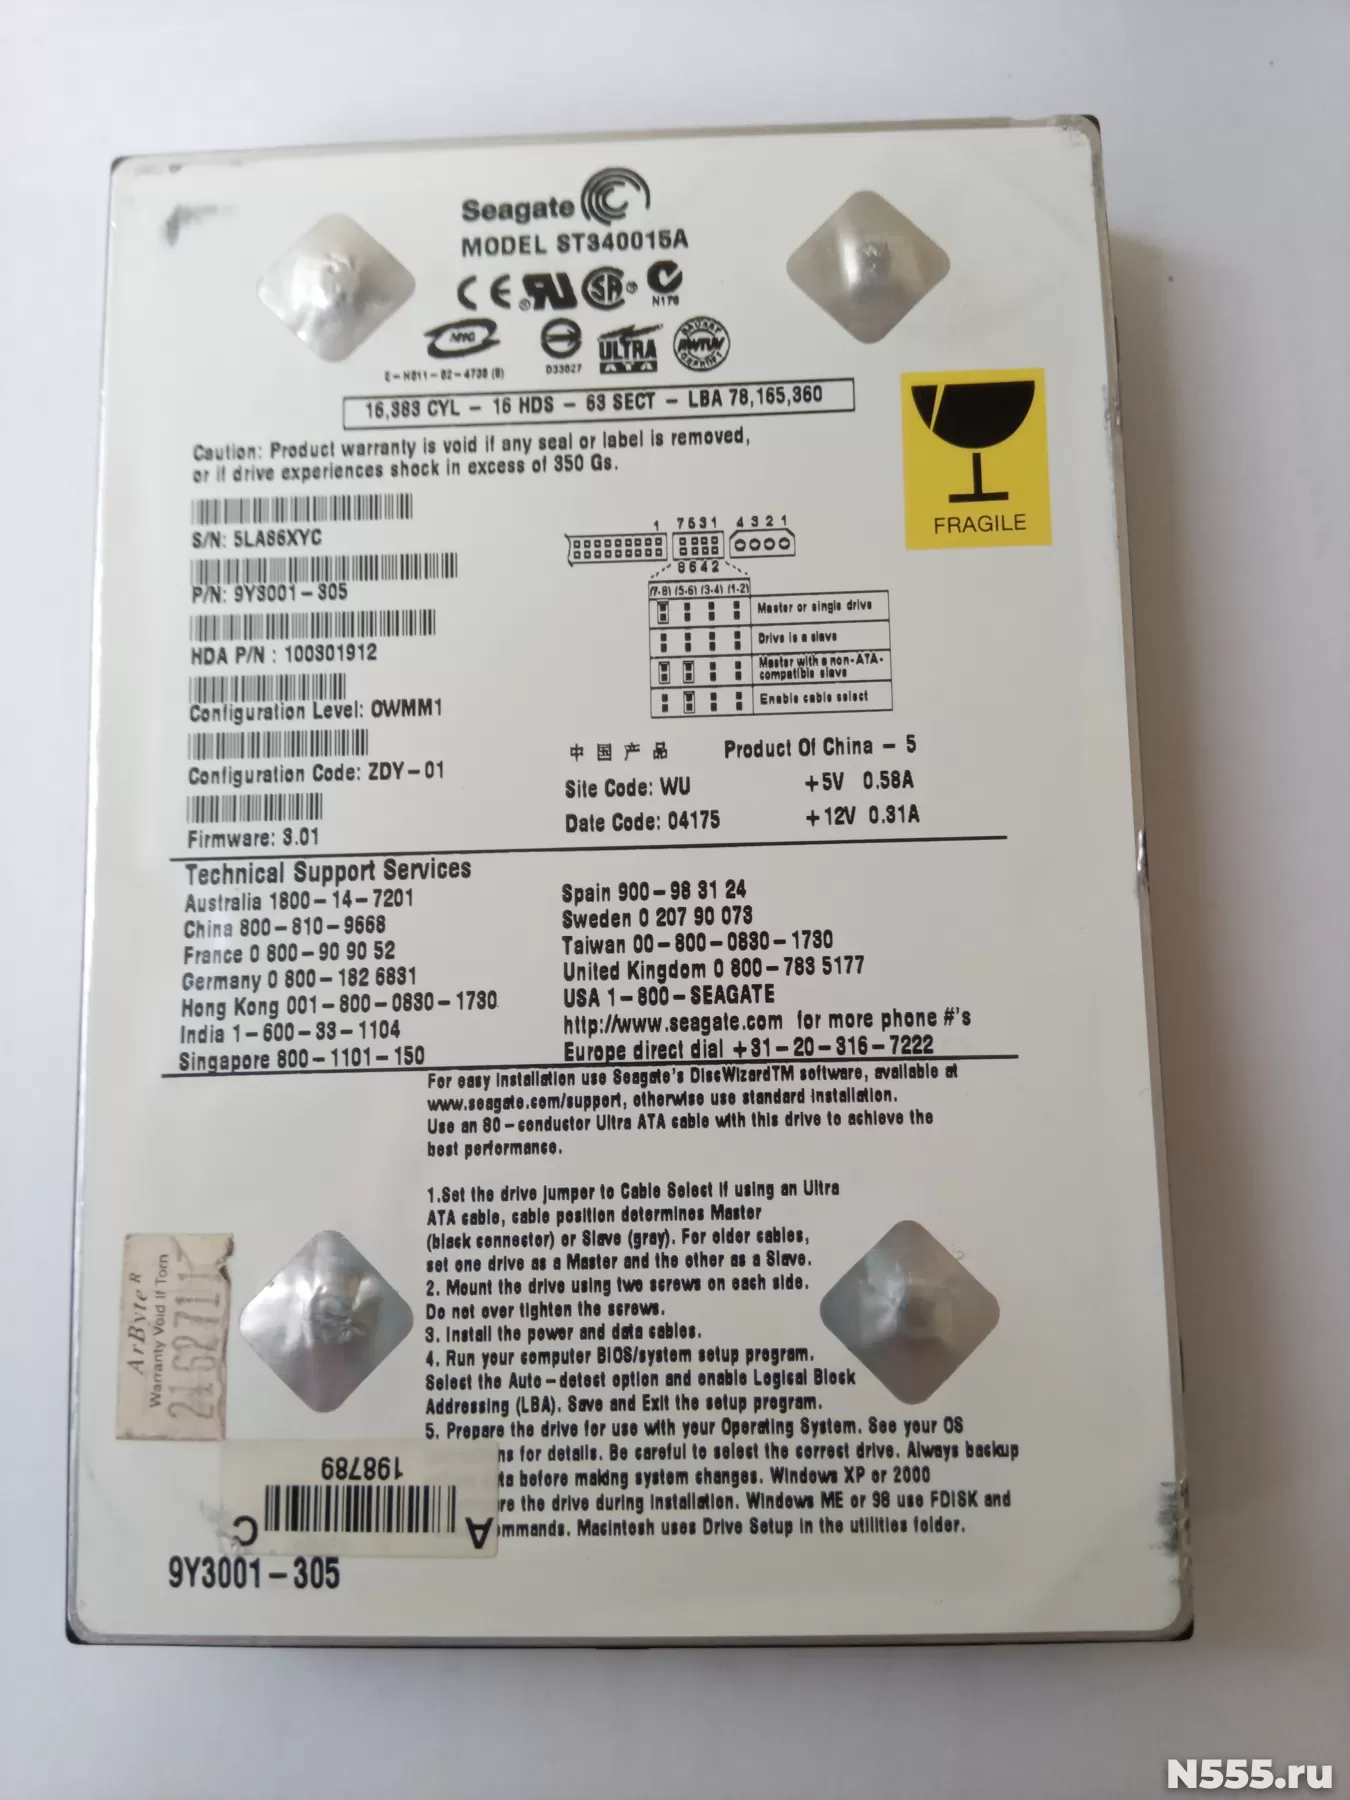 Seagate
MODEL ST340015A
CE
N176
E-N811-02-4738 (B)
D33027
ULTRA
ATA
16,383 CYL - 16 HDS - 63 SECT - LBA 78,165,360
Caution: Product warranty is void if any seal or label is removed,
or if drive experiences shock in excess of 350 Gs.
FRAGILE
S/N: 5LA86XYC
P/N: 9Y3001-305
HDA P/N : 100301912
Configuration Level: OWMM1
Configuration Code: ZDY-01
Firmware: 3.01
1 7531 4321
8642
(7-8) (5-6) (3-4) (1-2)
Master or single drive
Drive is a slave
Master with a non-ATA-
compatible slave
Enable cable select
中国产品 Product Of China - 5
Site Code: WU +5V 0.58A
Date Code: 04175 +12V 0.31A
Technical Support Services
Australia 1800-14-7201
China 800-810-9668
France 0 800-90 90 52
Germany 0 800-182 6831
Hong Kong 001-800-0830-1730
India 1-600-33-1104
Singapore 800-1101-150
Spain 900-98 31 24
Sweden 0 207 90 073
Taiwan 00-800-0830-1730
United Kingdom 0 800-783 5177
USA 1-800-SEAGATE
http://www.seagate.com for more phone #'s
Europe direct dial +31-20-316-7222
For easy installation use Seagate's DiscWizardTM software, available at
www.seagate.com/support, otherwise use standard installation.
Use an 80-conductor Ultra ATA cable with this drive to achieve the
best performance.
1.Set the drive jumper to Cable Select if using an Ultra
ATA cable, cable position determines Master
(black connector) or Slave (gray). For older cables,
set one drive as a Master and the other as a Slave.
2. Mount the drive using two screws on each side.
Do not over tighten the screws.
3. Install the power and data cables.
4. Run your computer BIOS/system setup program.
Select the Auto-detect option and enable Logical Block
Addressing (LBA). Save and Exit the setup program.
5. Prepare the drive for use with your Operating System. See your OS
ns for details. Be careful to select the correct drive. Always backup
ta before making system changes. Windows XP or 2000
re the drive during installation. Windows ME or 98 use FDISK and
mmands. Macintosh uses Drive Setup in the utilities folder.
ArByte R
Warranty Void If Torn
198789
A C
9Y3001-305
N555.ru